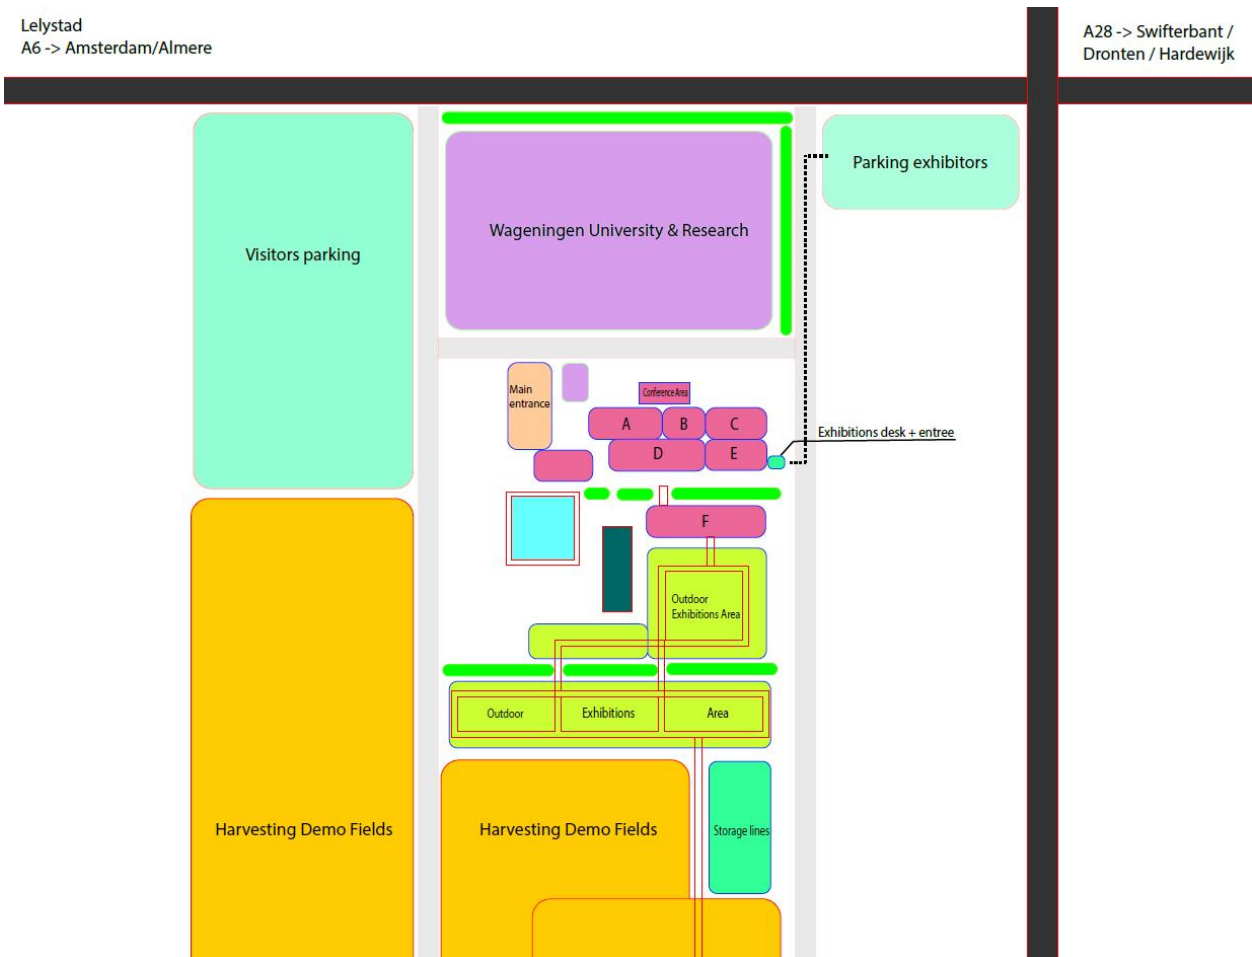 Lelystad
A6 -> Amsterdam/Almere
A28 -> Swifterbant /
Dronten / Hardewijk
Parking exhibitors
Wageningen University & Research
Visitors parking
Main
entrance
Conference Area
A
B
C
Exhibitions desk + entree
D
E
F
Outdoor
Exhibitions Area
Outdoor
Exhibitions
Area
Harvesting Demo Fields
Harvesting Demo Fields
Storage lines